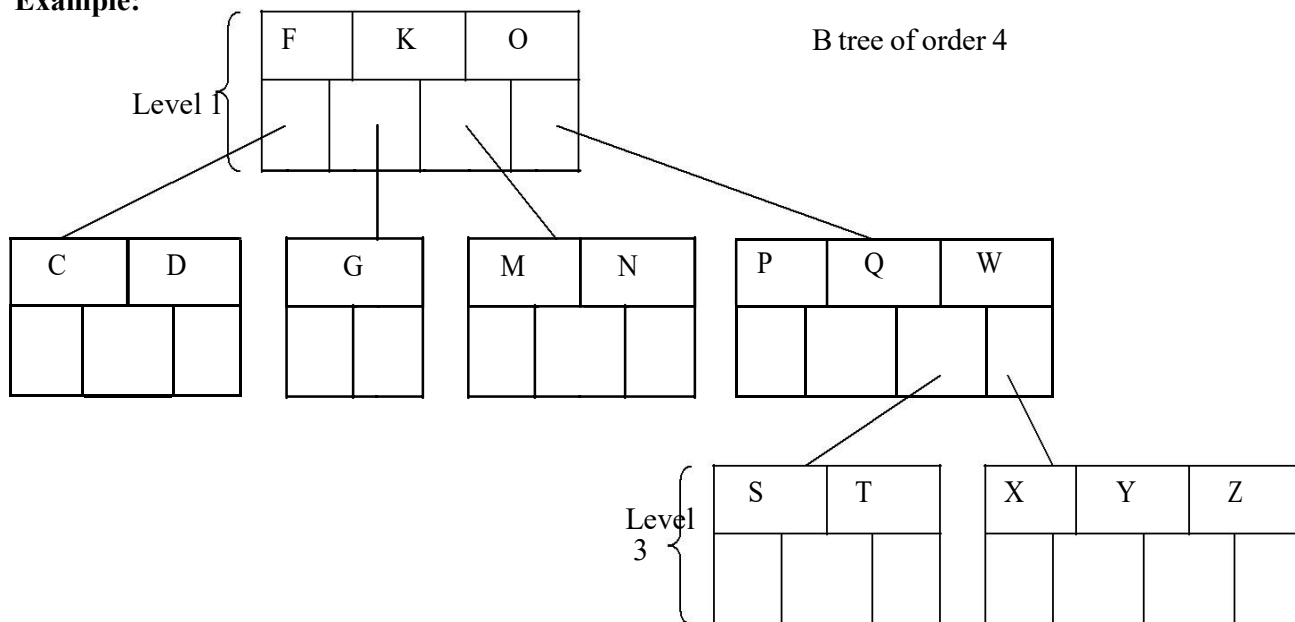 Example:
F K O
B tree of order 4
Level 1
C D
G
M N
P Q W
S T
X Y Z
Level
3